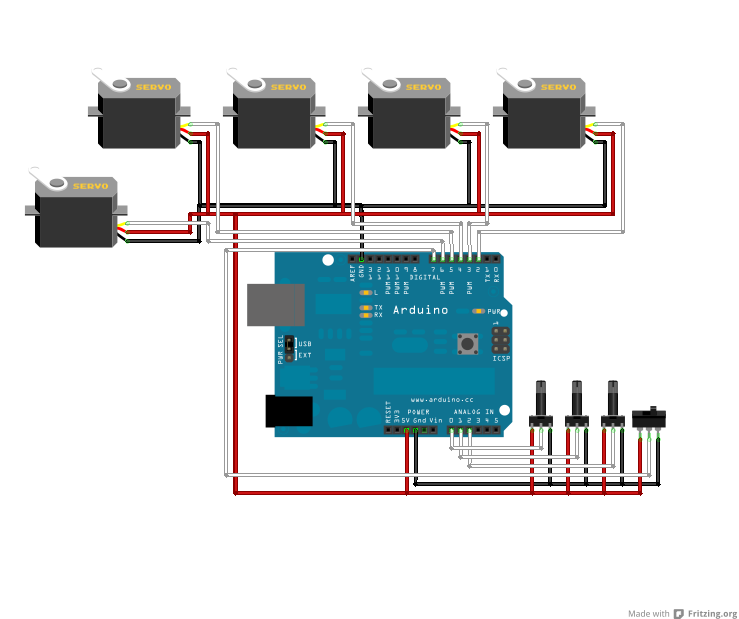 SERVO SERVO SERVO SERVO
SERVO
AREF GND 13 12 11 10 9 8 7 6 5 4 3 2 1 0
PWM PWM PWM DIGITAL PWM PWM PWM TX RX
L
TX
RX
Arduino
PWR
PWR SEL
USB
EXT
1
ICSP
www.arduino.cc
POWER ANALOG IN
RESET 3V3 5V Gnd Vin 0 1 2 3 4 5
Made with Fritzing.org